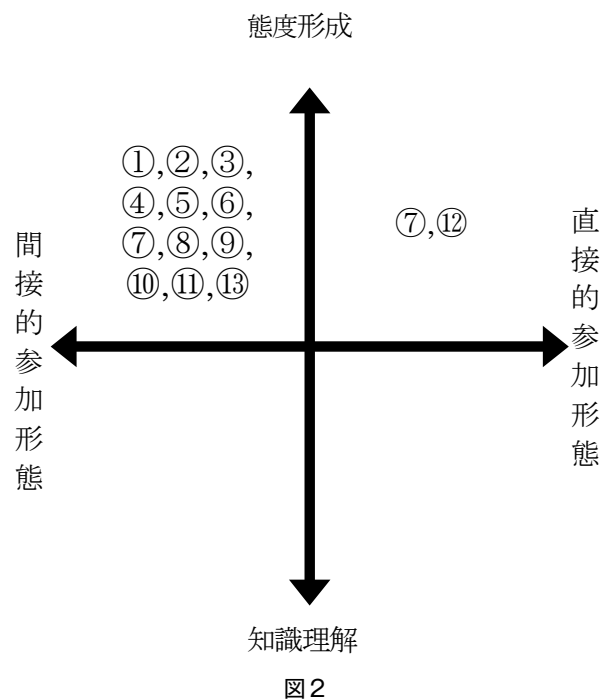 態度形成
①,②,③,
④,⑤,⑥,
⑦,⑧,⑨,
⑩,⑪,⑬
⑦,⑫
間接的参加形態
直接的参加形態
知識理解
図2